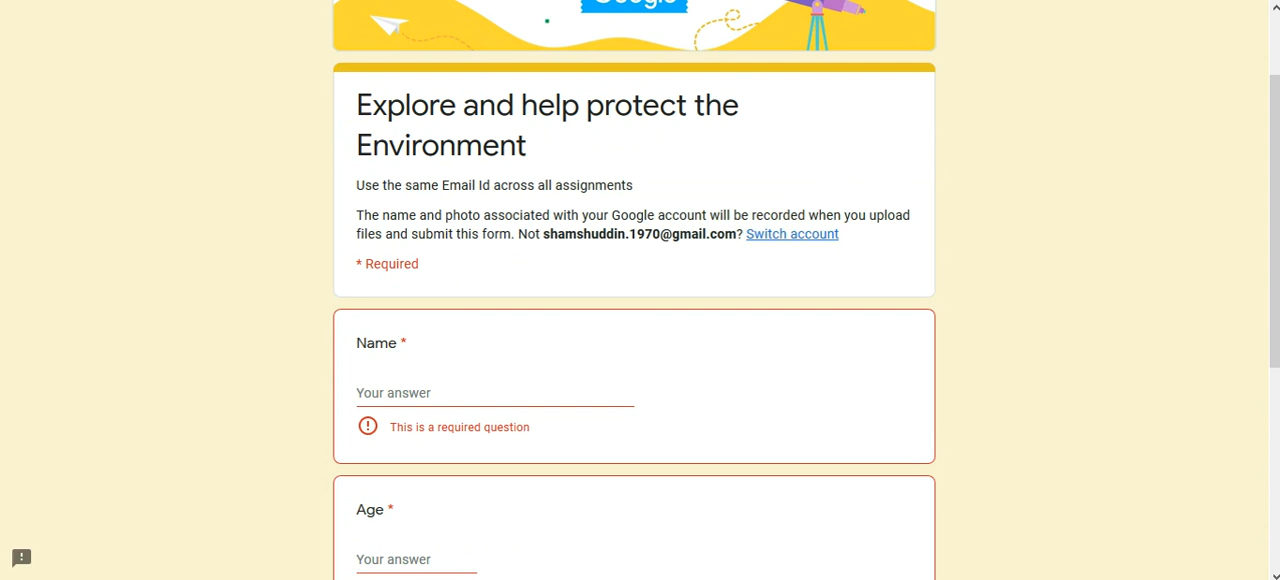 Google
Explore and help protect the
Environment
Use the same Email Id across all assignments
The name and photo associated with your Google account will be recorded when you upload
files and submit this form. Not shamshuddin.1970@gmail.com? Switch account
* Required
Name *
Your answer
! This is a required question
Age *
Your answer
!